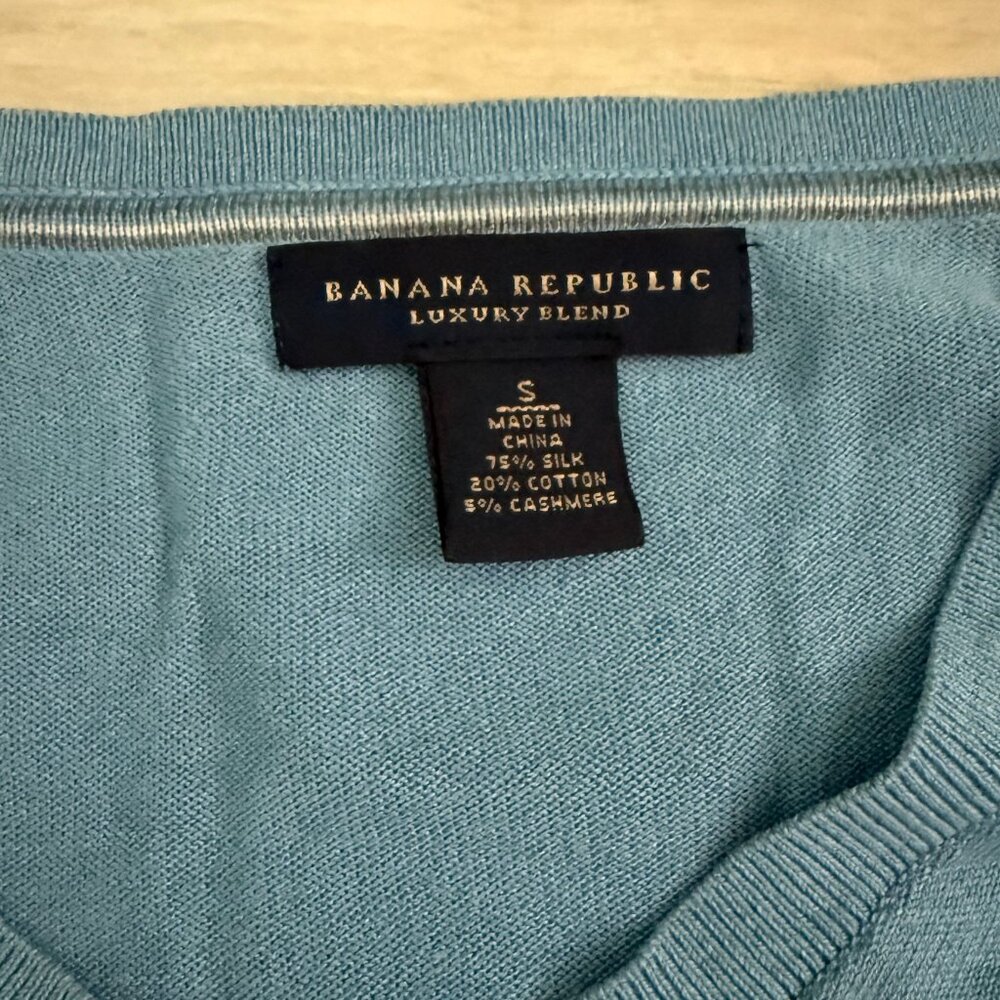 BANANA REPUBLIC
LUXURY BLEND
S
MADE IN
CHINA
75% SILK
20% COTTON
5% CASHMERE